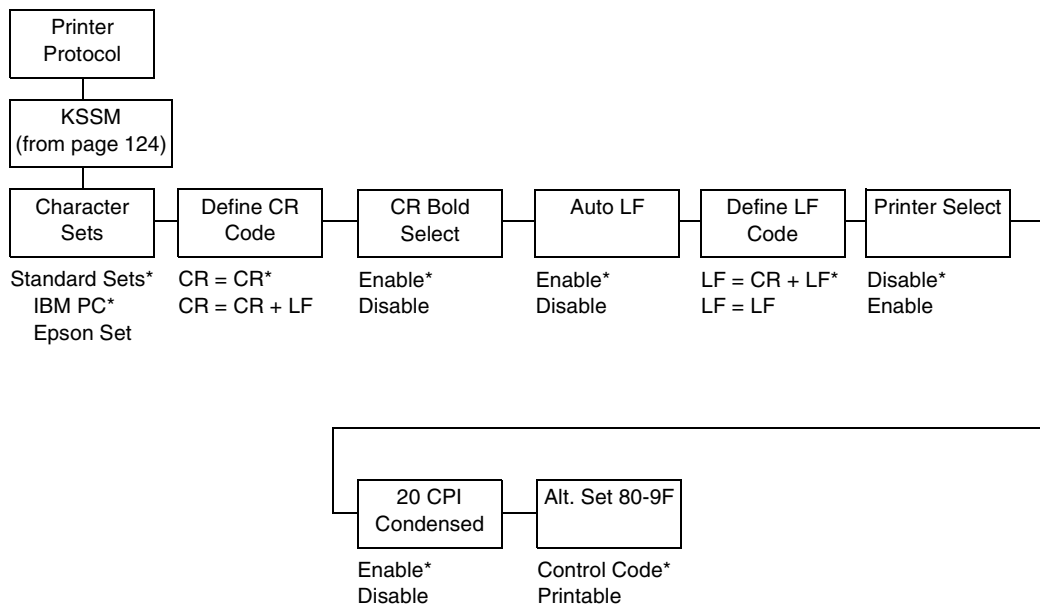 Printer
Protocol
KSSM
(from page 124)
Character
Sets
Define CR
Code
CR Bold
Select
Auto LF
Define LF
Code
Printer Select
Standard Sets*
IBM PC*
Epson Set
CR = CR*
CR = CR + LF
Enable*
Disable
Enable*
Disable
LF = CR + LF*
LF = LF
Disable*
Enable
20 CPI
Condensed
Alt. Set 80-9F
Enable*
Disable
Control Code*
Printable